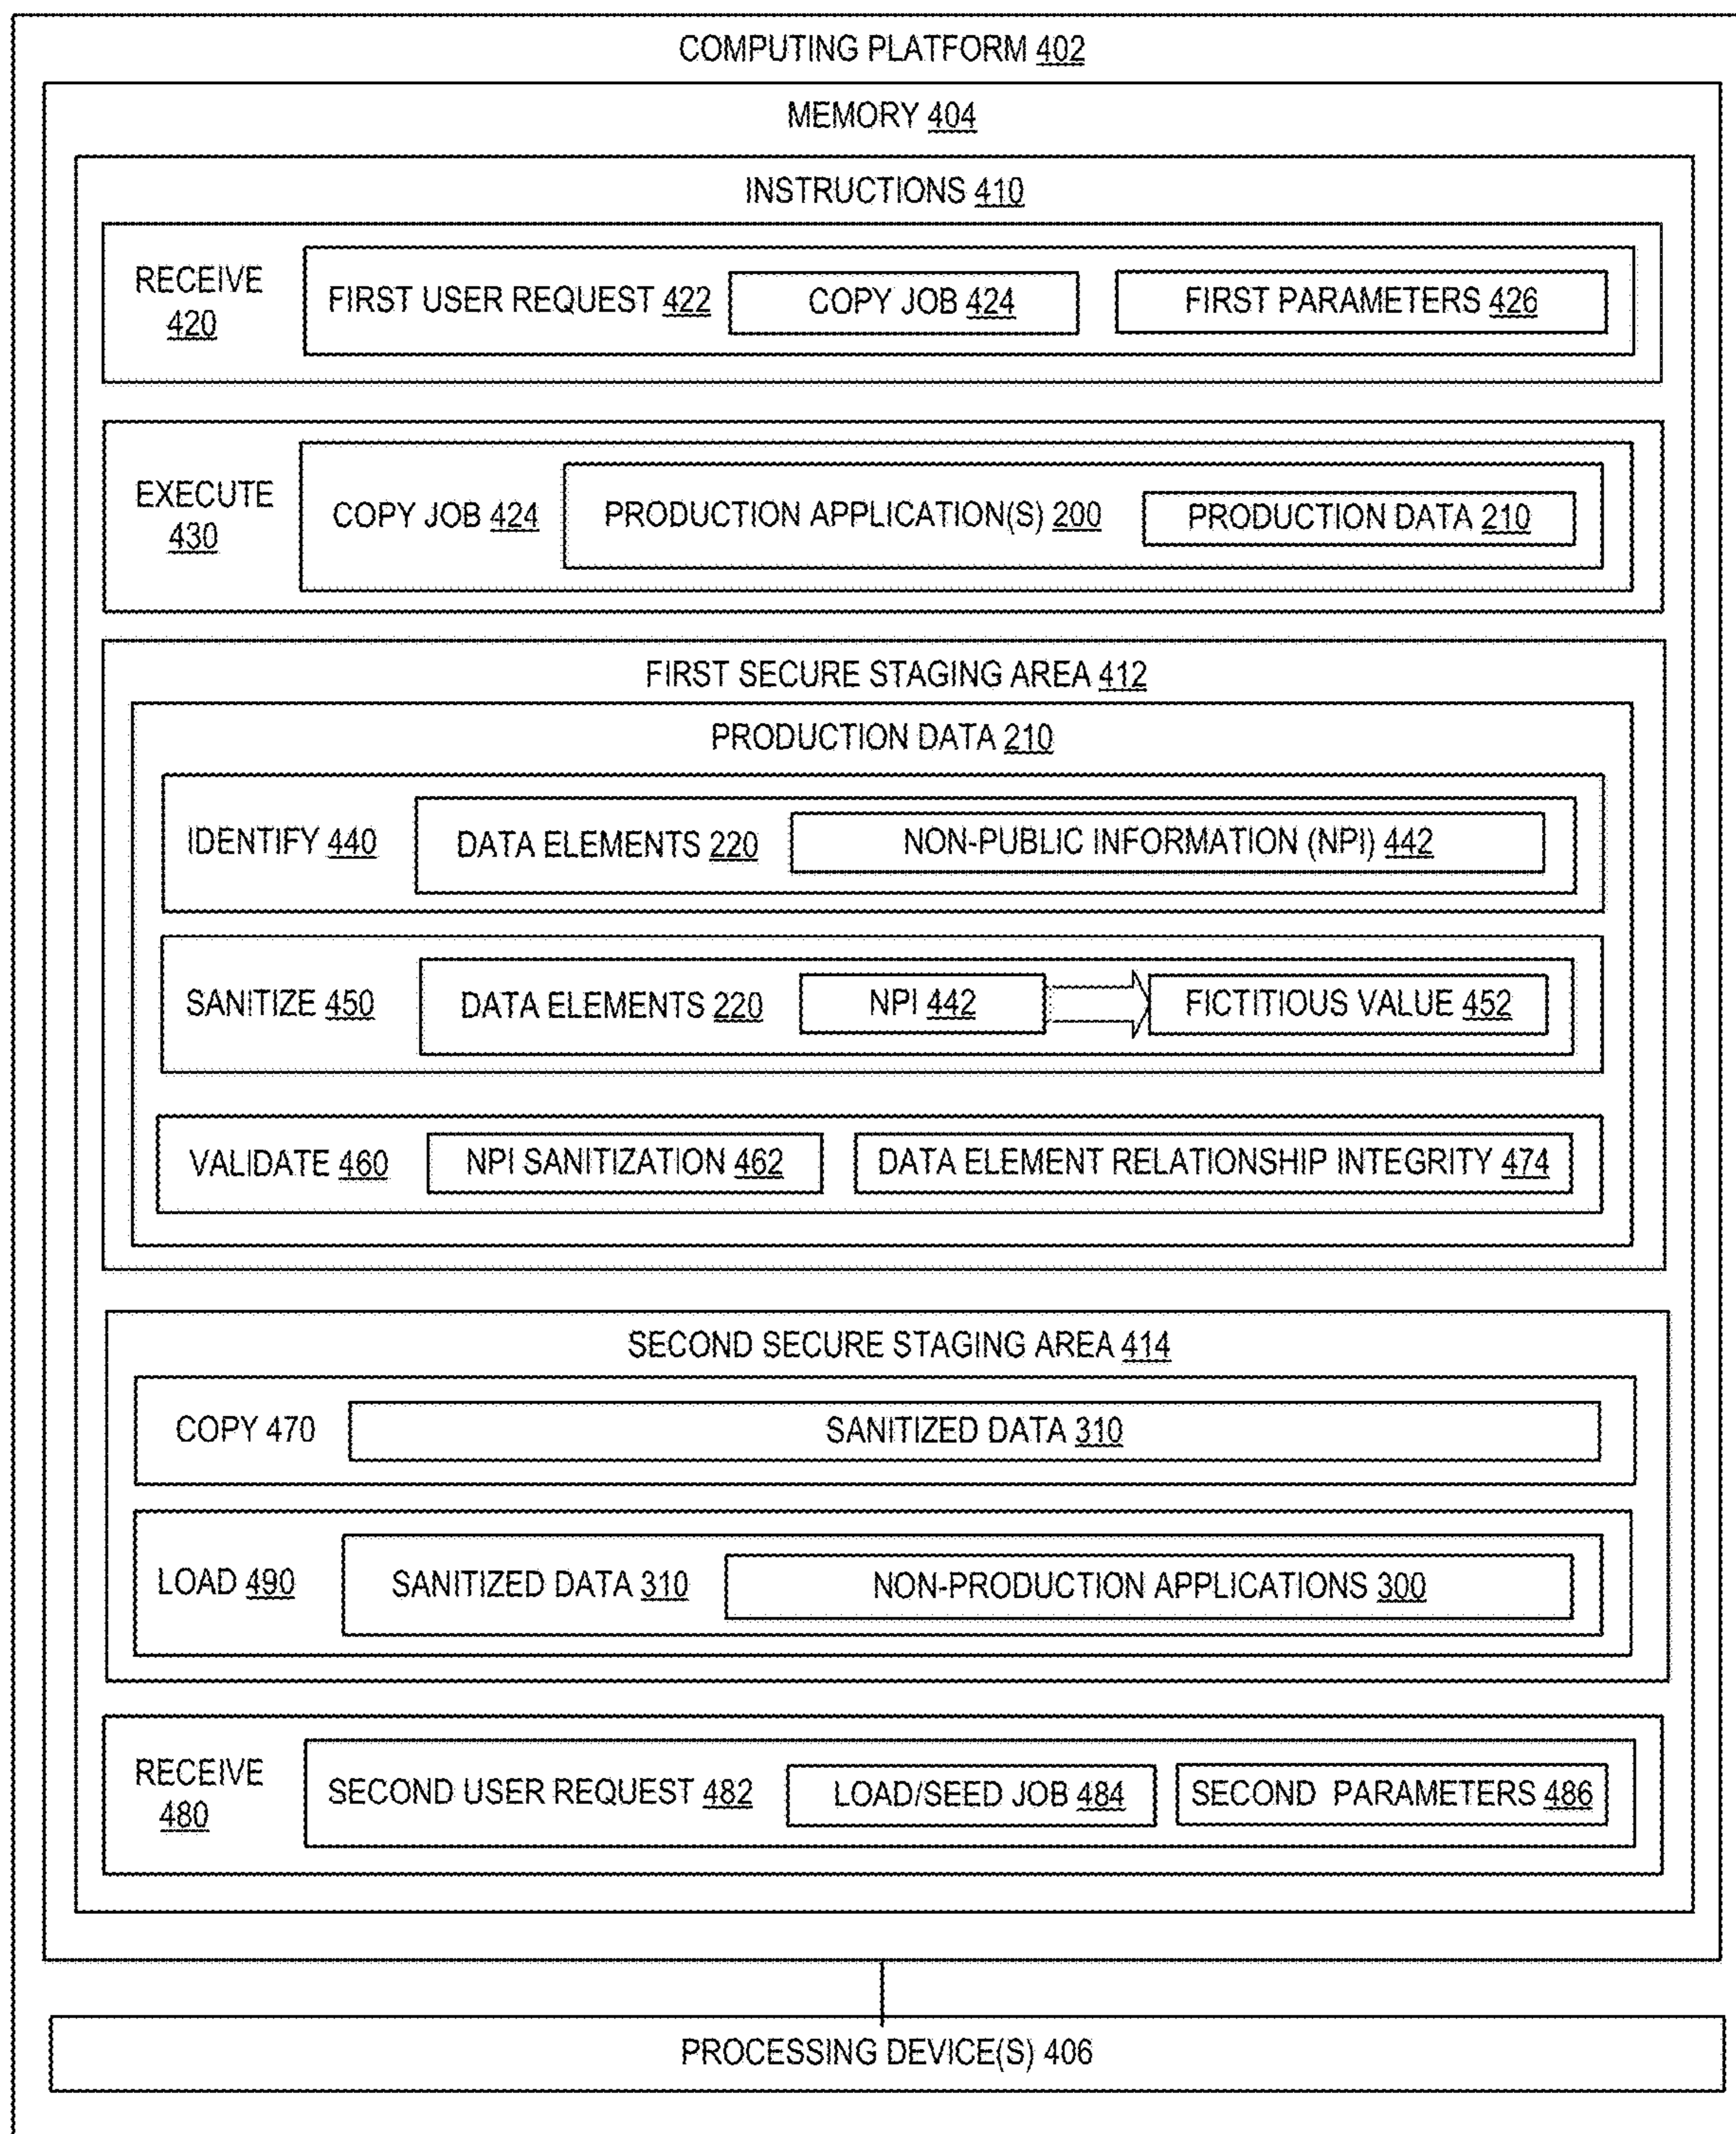 COMPUTING PLATFORM 402
MEMORY 404
INSTRUCTIONS 410
RECEIVE
420
FIRST USER REQUEST 422
COPY JOB 424
FIRST PARAMETERS 426
EXECUTE
430
COPY JOB 424
PRODUCTION APPLICATION(S) 200
PRODUCTION DATA 210
FIRST SECURE STAGING AREA 412
PRODUCTION DATA 210
IDENTIFY 440
DATA ELEMENTS 220
NON-PUBLIC INFORMATION (NPI) 442
SANITIZE 450
DATA ELEMENTS 220
NPI 442
FICTITIOUS VALUE 452
VALIDATE 460
NPI SANITIZATION 462
DATA ELEMENT RELATIONSHIP INTEGRITY 474
SECOND SECURE STAGING AREA 414
COPY 470
SANITIZED DATA 310
LOAD 490
SANITIZED DATA 310
NON-PRODUCTION APPLICATIONS 300
RECEIVE
480
SECOND USER REQUEST 482
LOAD/SEED JOB 484
SECOND PARAMETERS 486
PROCESSING DEVICE(S) 406